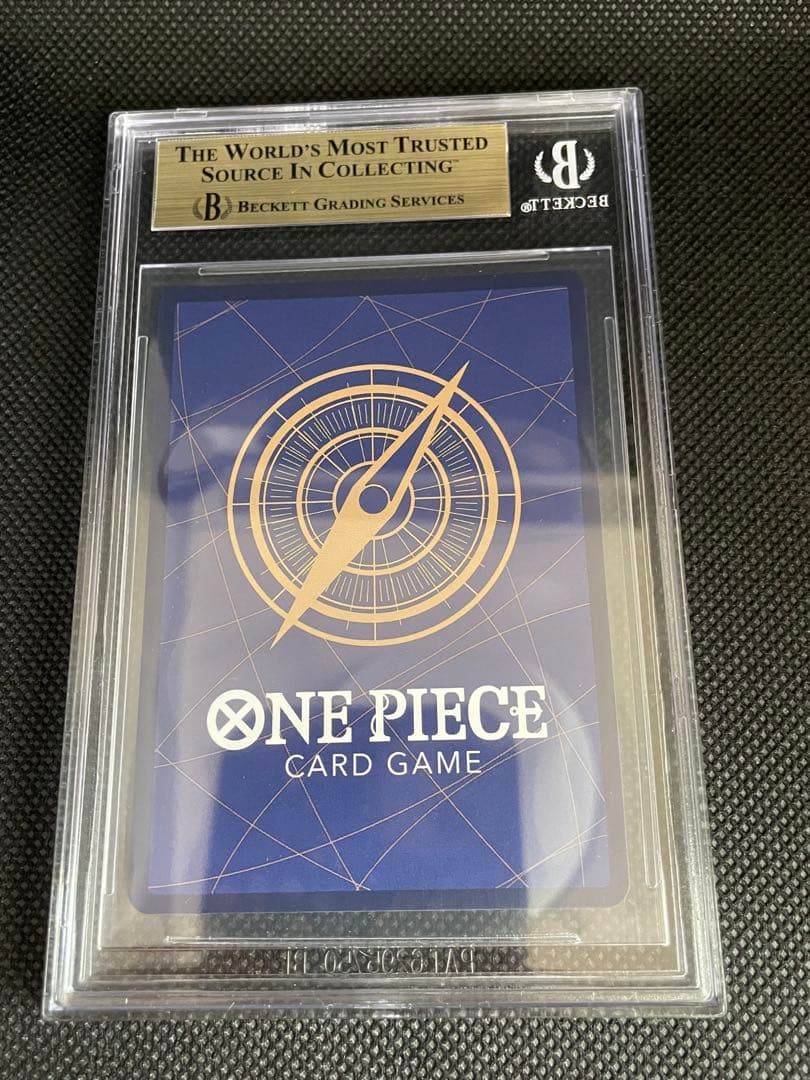 THE WORLD'S MOST TRUSTED
SOURCE IN COLLECTING™
B BECKETT GRADING SERVICES
B
BECKETT®
ONE PIECE
CARD GAME